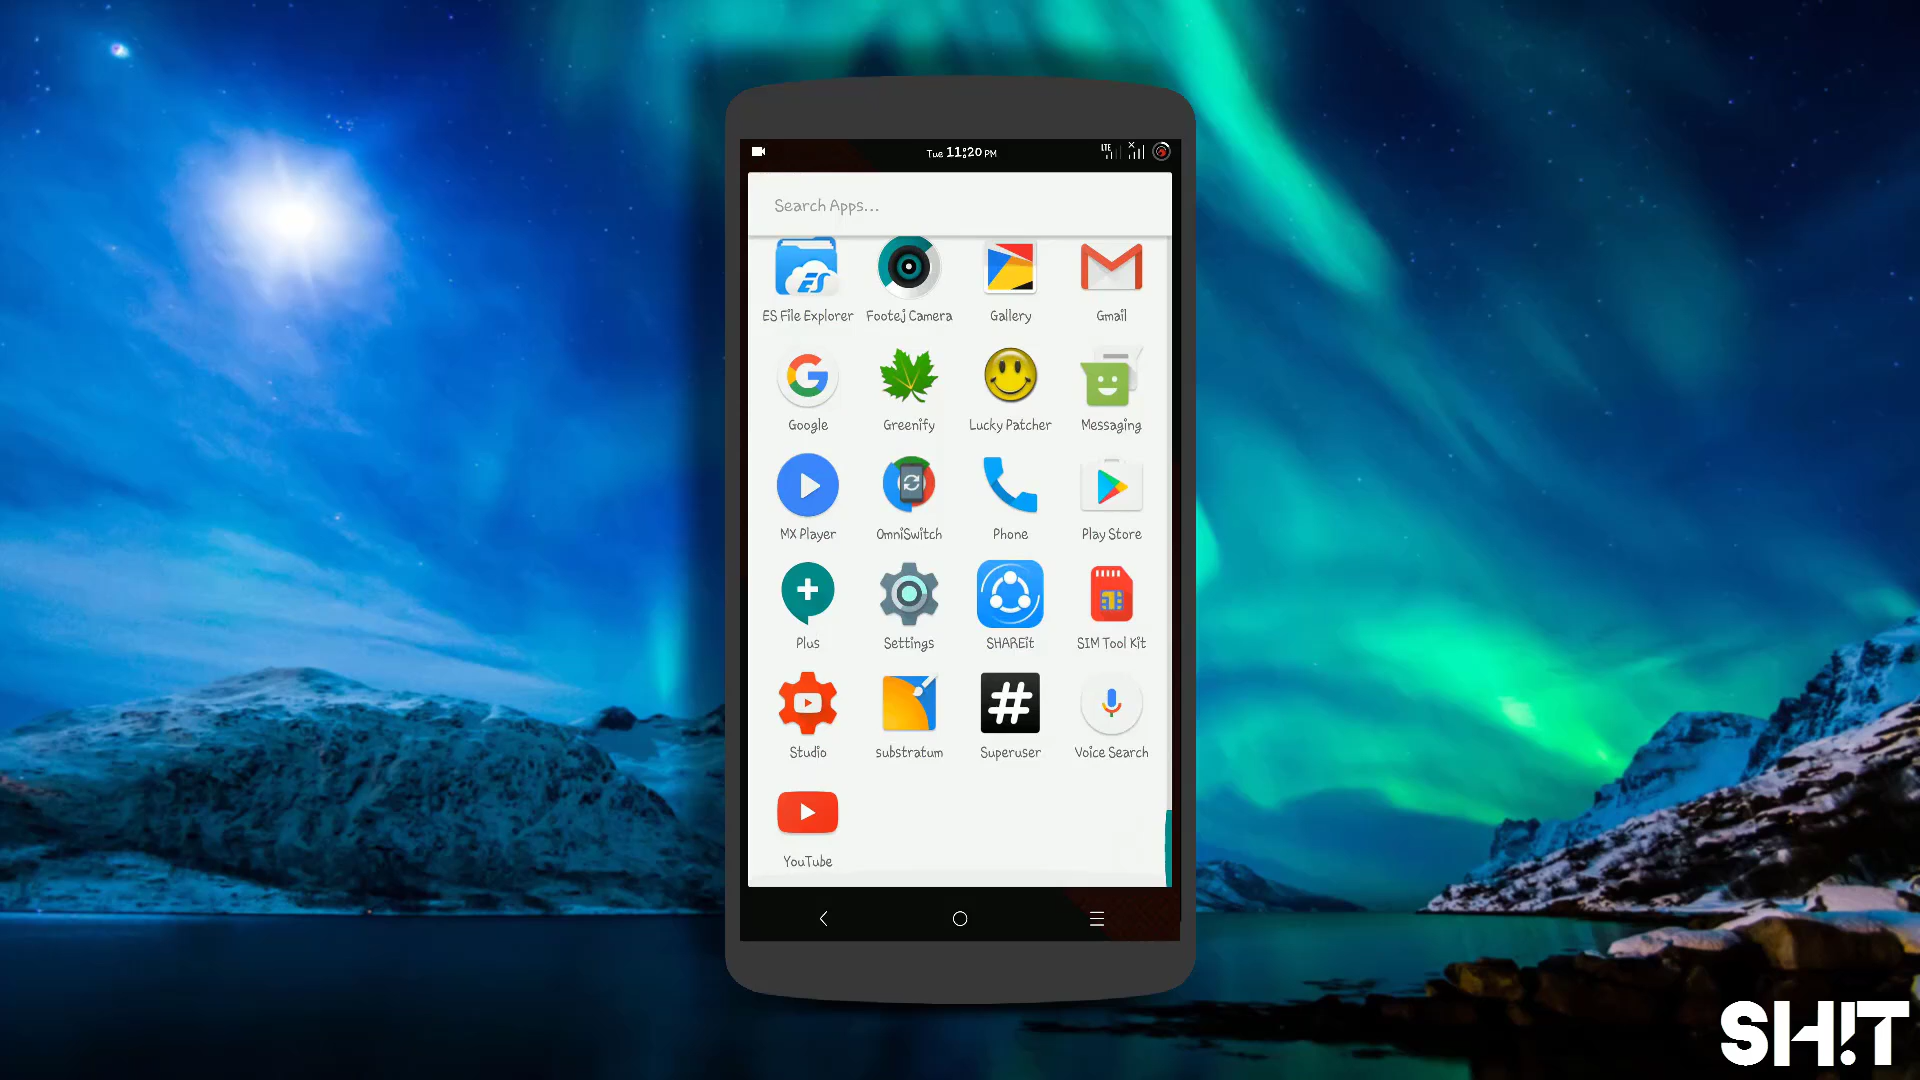 Tue 11:20 PM
LTE
Search Apps...
ES File Explorer
Footej Camera
Gallery
Gmail
Google
Greenify
Lucky Patcher
Messaging
MX Player
OmniSwitch
Phone
Play Store
Plus
Settings
SHAREit
SIM Tool Kit
Studio
substratum
Superuser
Voice Search
YouTube
SH!T